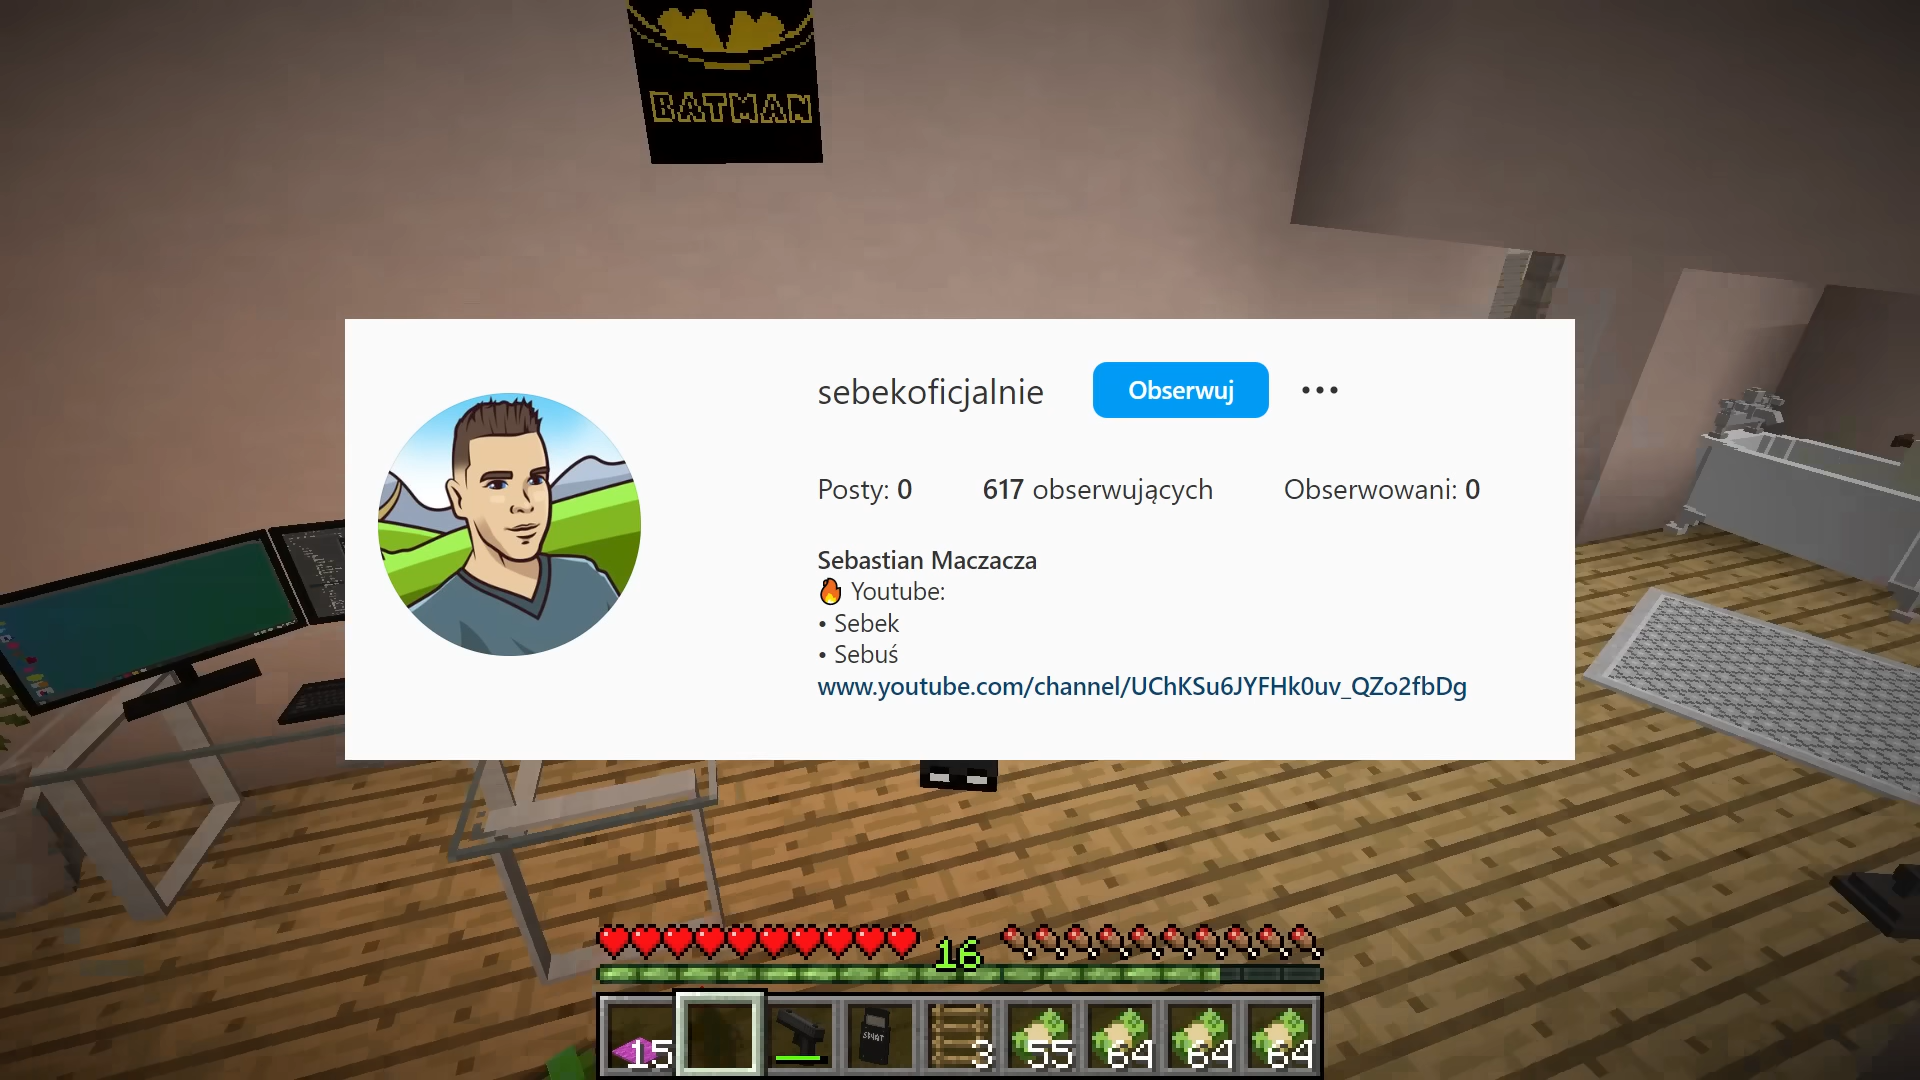 BATMAN
sebekoficjalnie
Obserwuj
Posty: 0
617 obserwujących
Obserwowani: 0
Sebastian Maczacza
🔥 Youtube:
• Sebek
• Sebuś
www.youtube.com/channel/UChKSu6JYFHk0uv_QZo2fbDg
16
SWAT
15
3
55
64
64
64